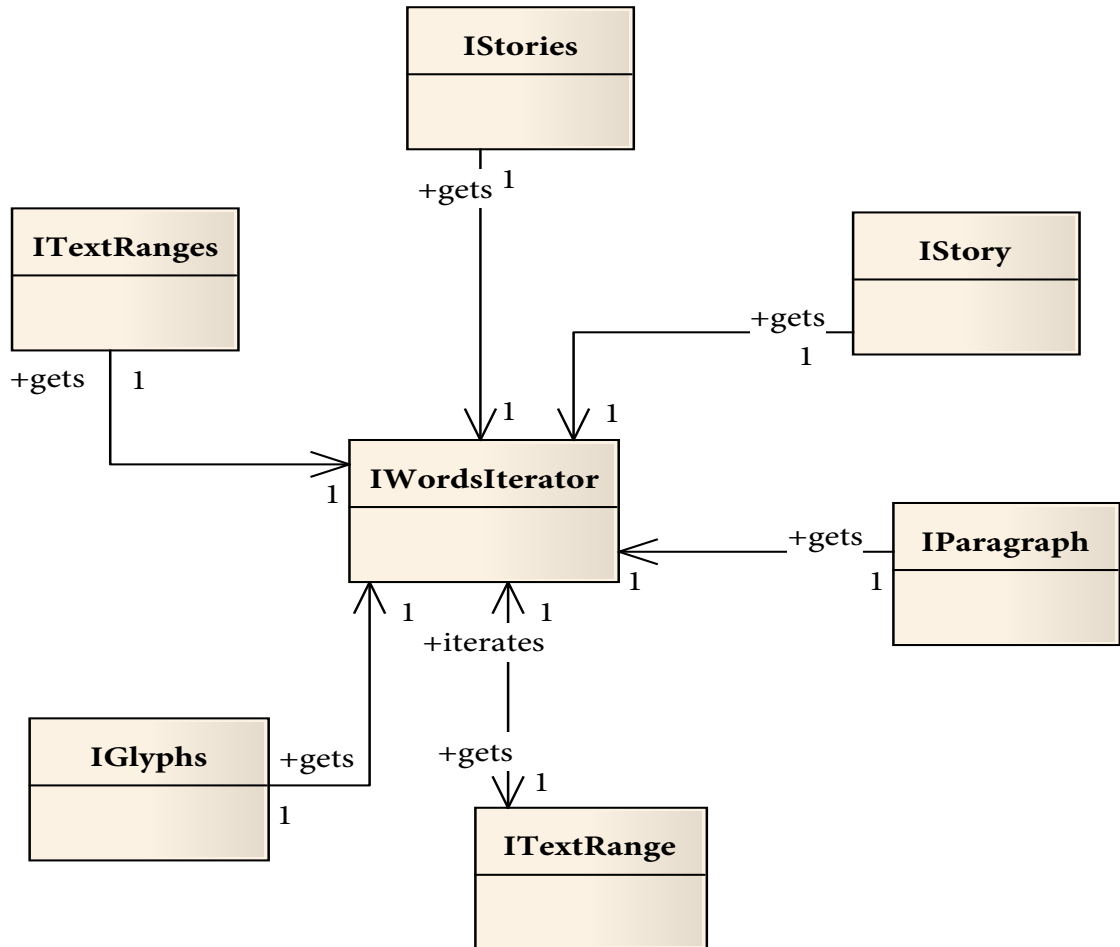 IStories
+gets 1
ITextRanges
IStory
+gets
1
+gets 1
1 1
IWordsIterator
1
+gets
IParagraph
1 1
1 1
+iterates
IGlyphs
+gets
+gets
1
1
ITextRange